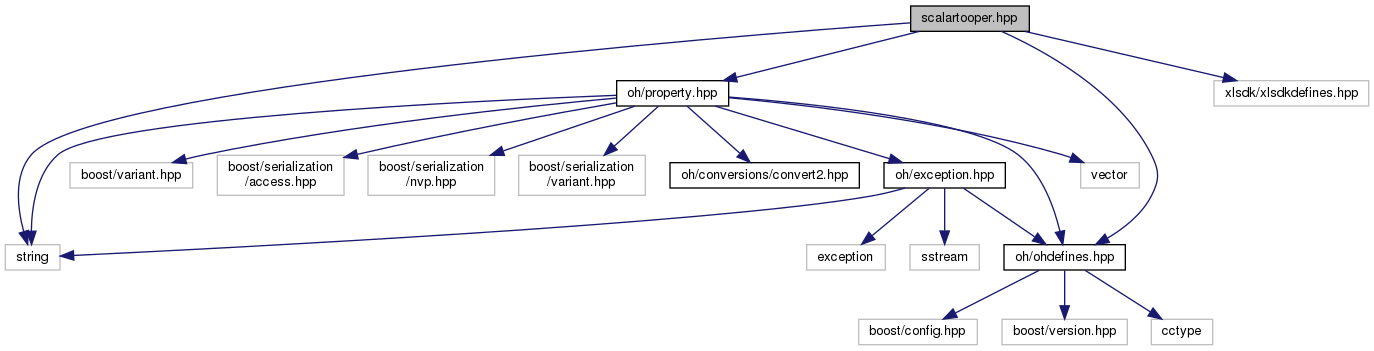 scalartooper.hpp
oh/property.hpp
xlsdk/xlsdkdefines.hpp
boost/variant.hpp
boost/serialization
/access.hpp
boost/serialization
/nvp.hpp
boost/serialization
/variant.hpp
oh/conversions/convert2.hpp
oh/exception.hpp
vector
string
exception
sstream
oh/ohdefines.hpp
boost/config.hpp
boost/version.hpp
cctype